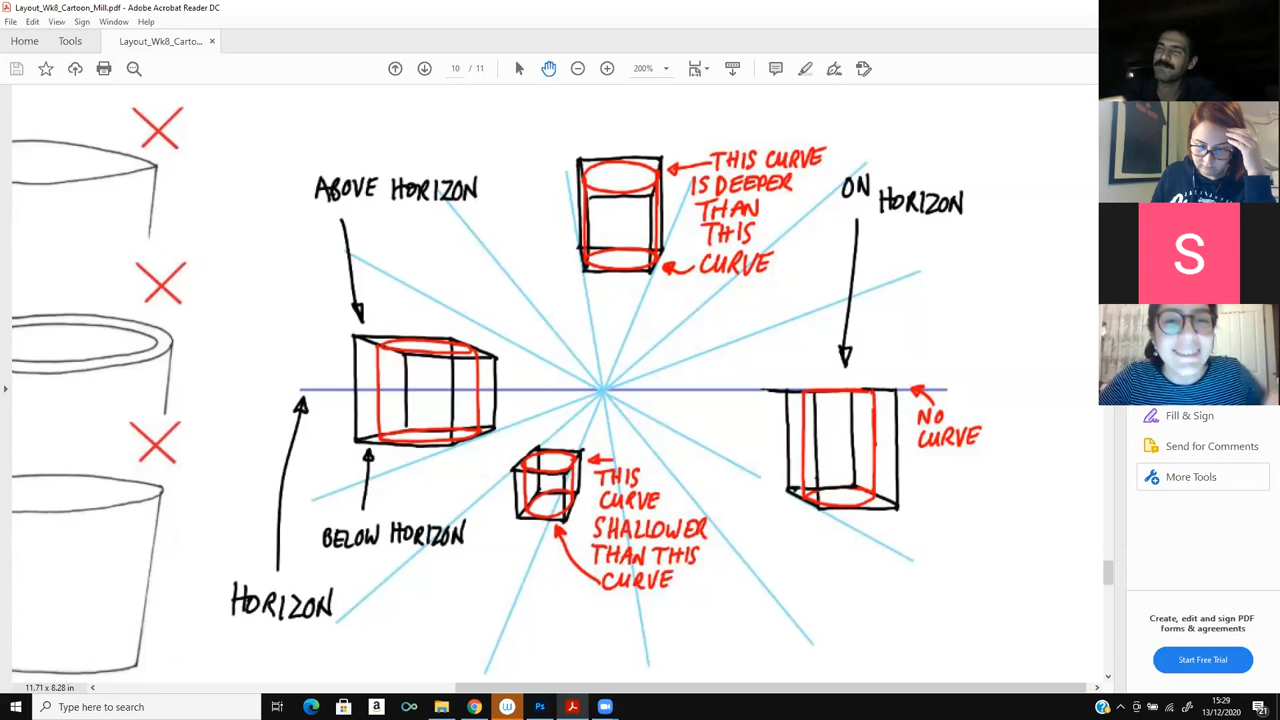 Layout_Wk8_Cartoon_Mill.pdf - Adobe Acrobat Reader DC
File Edit View Sign Window Help
Home Tools Layout_Wk8_Carto... ×
10 / 11 200%
ABOVE HORIZON
THIS CURVE
IS DEEPER
THAN
THIS
CURVE
ON
HORIZON
NO
CURVE
THIS
CURVE
SHALLOWER
THAN THIS
CURVE
BELOW HORIZON
HORIZON
S
Fill & Sign
Send for Comments
More Tools
Create, edit and sign PDF
forms & agreements
Start Free Trial
11.71 x 8.28 in
Type here to search
15:29
13/12/2020
21